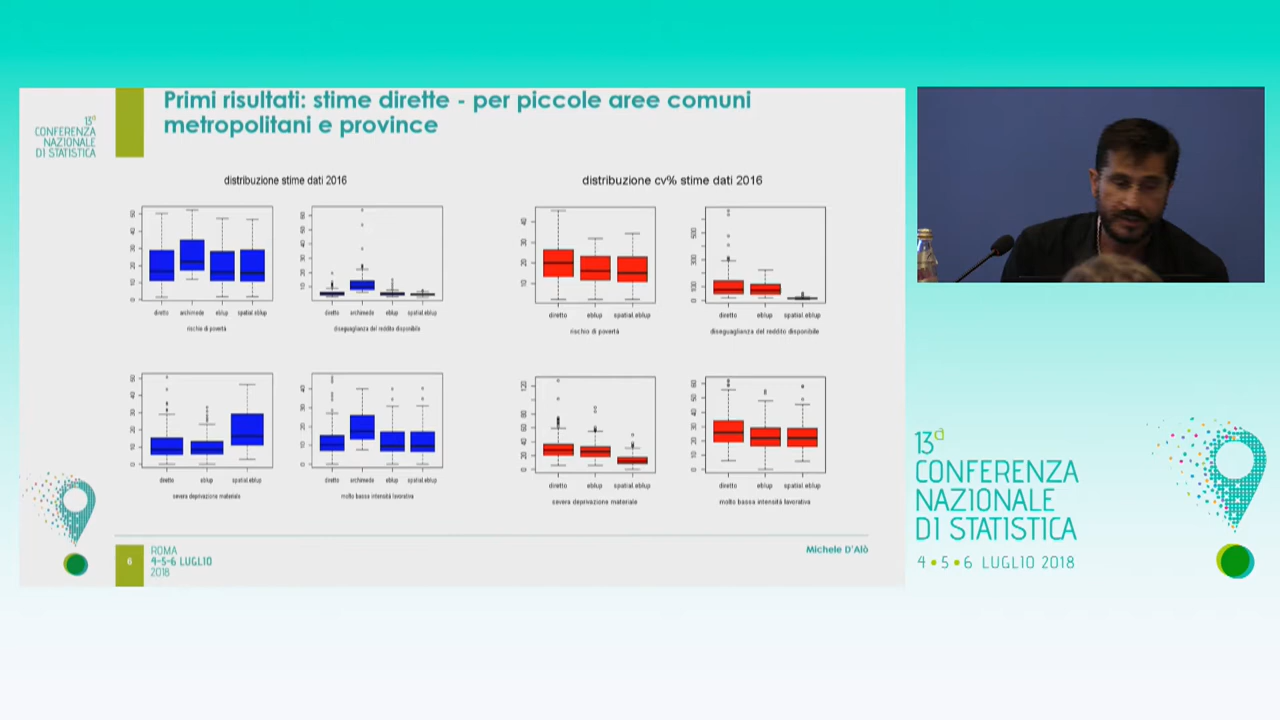 Primi risultati: stime dirette - per piccole aree comuni
metropolitani e province
13a
CONFERENZA
NAZIONALE
DI STATISTICA
distribuzione stime dati 2016
distribuzione cv% stime dati 2016
diretto archimede eblup spatial.eblup
rischio di povertà
diretto archimede eblup spatial.eblup
diseguaglianza del reddito disponibile
diretto eblup spatial.eblup
rischio di povertà
diretto eblup spatial.eblup
diseguaglianza del reddito disponibile
diretto eblup spatial.eblup
severa deprivazione materiale
diretto archimede eblup spatial.eblup
molto bassa intensità lavorativa
diretto eblup spatial.eblup
severa deprivazione materiale
diretto eblup spatial.eblup
molto bassa intensità lavorativa
6
ROMA
4-5-6 LUGLIO
2018
Michele D'Alò
13a
CONFERENZA
NAZIONALE
DI STATISTICA
4 • 5 • 6 LUGLIO 2018